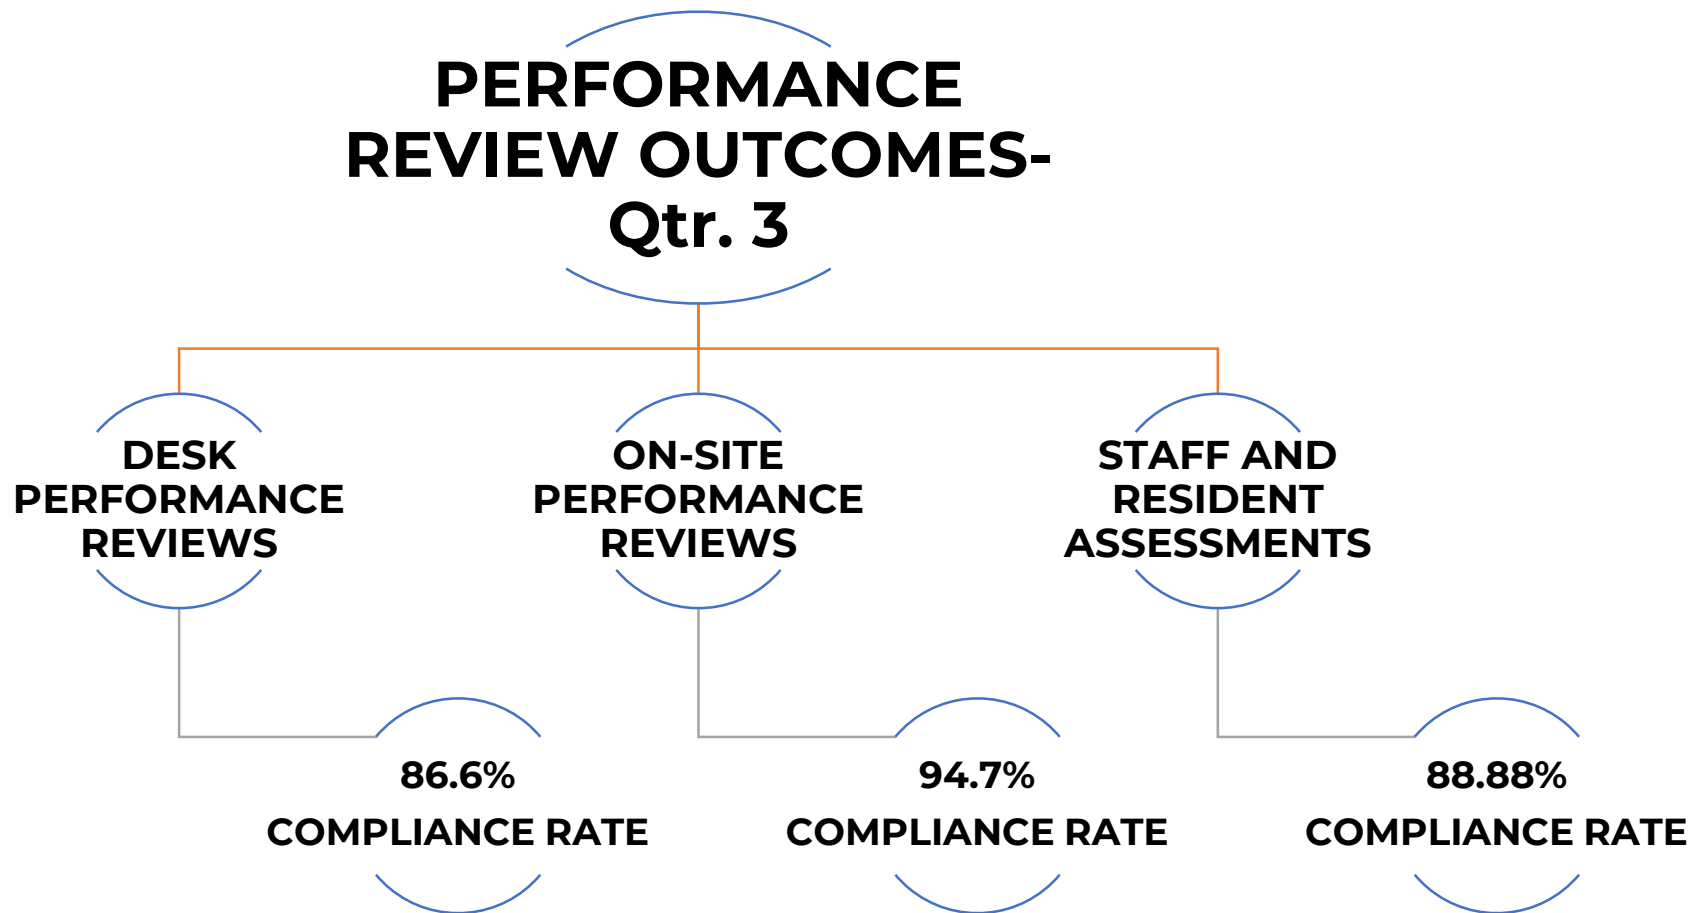 PERFORMANCE
REVIEW OUTCOMES-
Qtr. 3
DESK
PERFORMANCE
REVIEWS
ON-SITE
PERFORMANCE
REVIEWS
STAFF AND
RESIDENT
ASSESSMENTS
86.6%
COMPLIANCE RATE
94.7%
COMPLIANCE RATE
88.88%
COMPLIANCE RATE